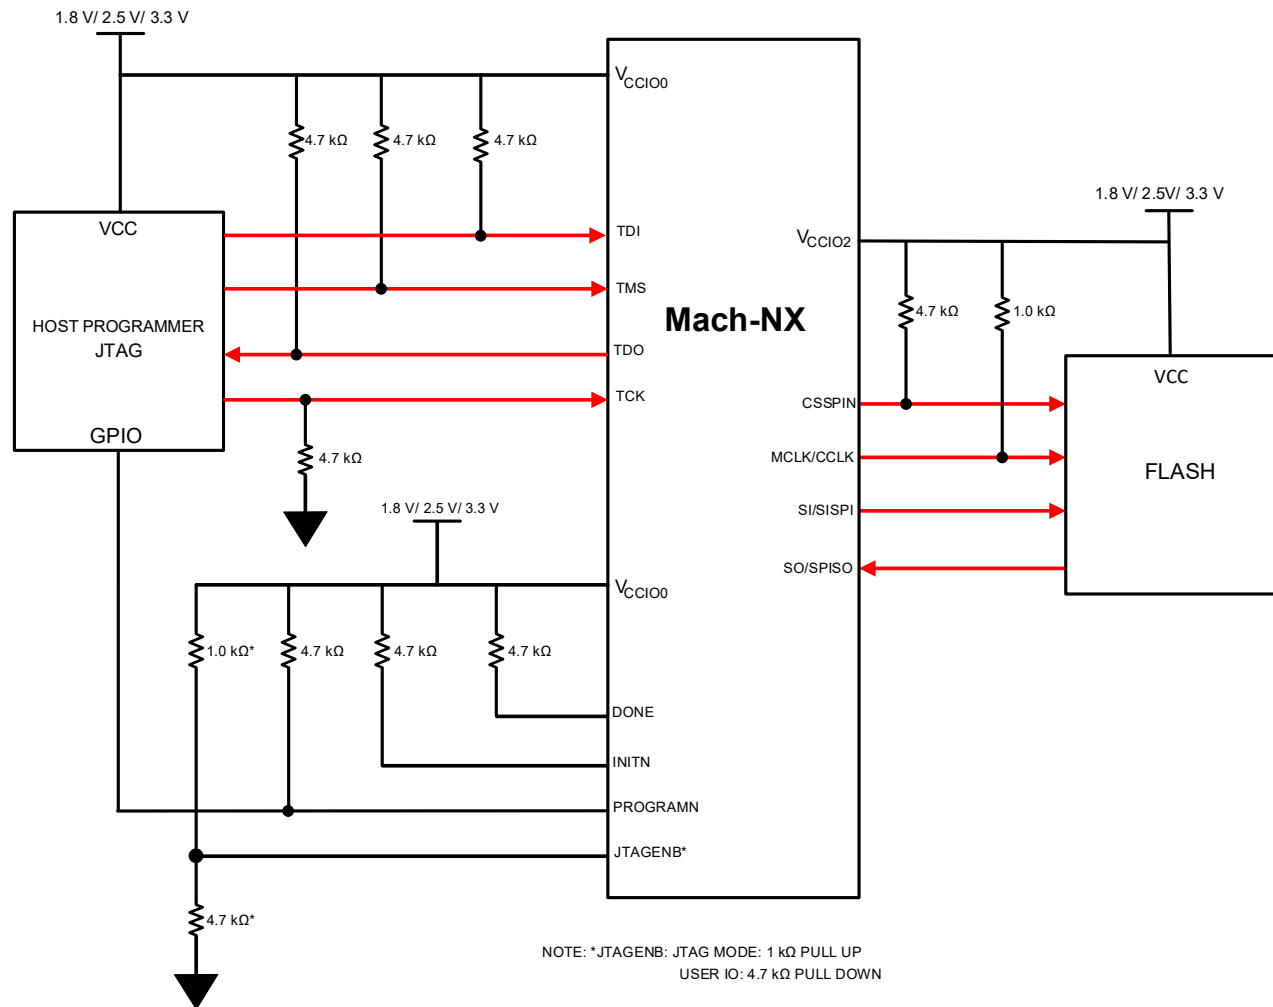 1.8 V/ 2.5 V/ 3.3 V
VCCIO0
4.7 kΩ
4.7 kΩ
4.7 kΩ
VCC
HOST PROGRAMMER
JTAG
GPIO
TDI
TMS
TDO
TCK
4.7 kΩ
Mach-NX
1.8 V/ 2.5V/ 3.3 V
VCCIO2
4.7 kΩ
1.0 kΩ
CSSPIN
MCLK/CCLK
SI/SISPI
SO/SPISO
VCC
FLASH
1.8 V/ 2.5 V/ 3.3 V
VCCIO0
1.0 kΩ*
4.7 kΩ
4.7 kΩ
4.7 kΩ
DONE
INITN
PROGRAMN
JTAGENB*
4.7 kΩ*
NOTE: *JTAGENB: JTAG MODE: 1 kΩ PULL UP
USER IO: 4.7 kΩ PULL DOWN